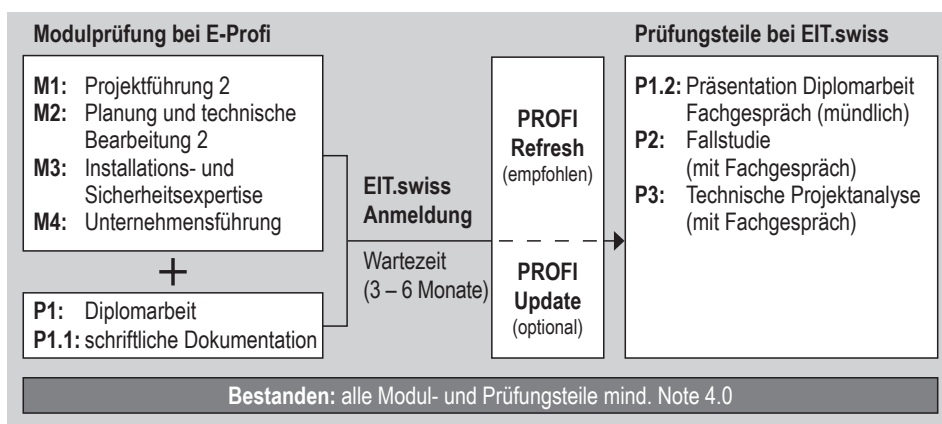 Modulprüfung bei E-Profi
M1: Projektführung 2
M2: Planung und technische
Bearbeitung 2
M3: Installations- und
Sicherheitsexpertise
M4: Unternehmensführung
+
P1: Diplomarbeit
P1.1: schriftliche Dokumentation
EIT.swiss
Anmeldung
Wartezeit
(3 – 6 Monate)
PROFI
Refresh
(empfohlen)
PROFI
Update
(optional)
Prüfungsteile bei EIT.swiss
P1.2: Präsentation Diplomarbeit
Fachgespräch (mündlich)
P2: Fallstudie
(mit Fachgespräch)
P3: Technische Projektanalyse
(mit Fachgespräch)
Bestanden: alle Modul- und Prüfungsteile mind. Note 4.0